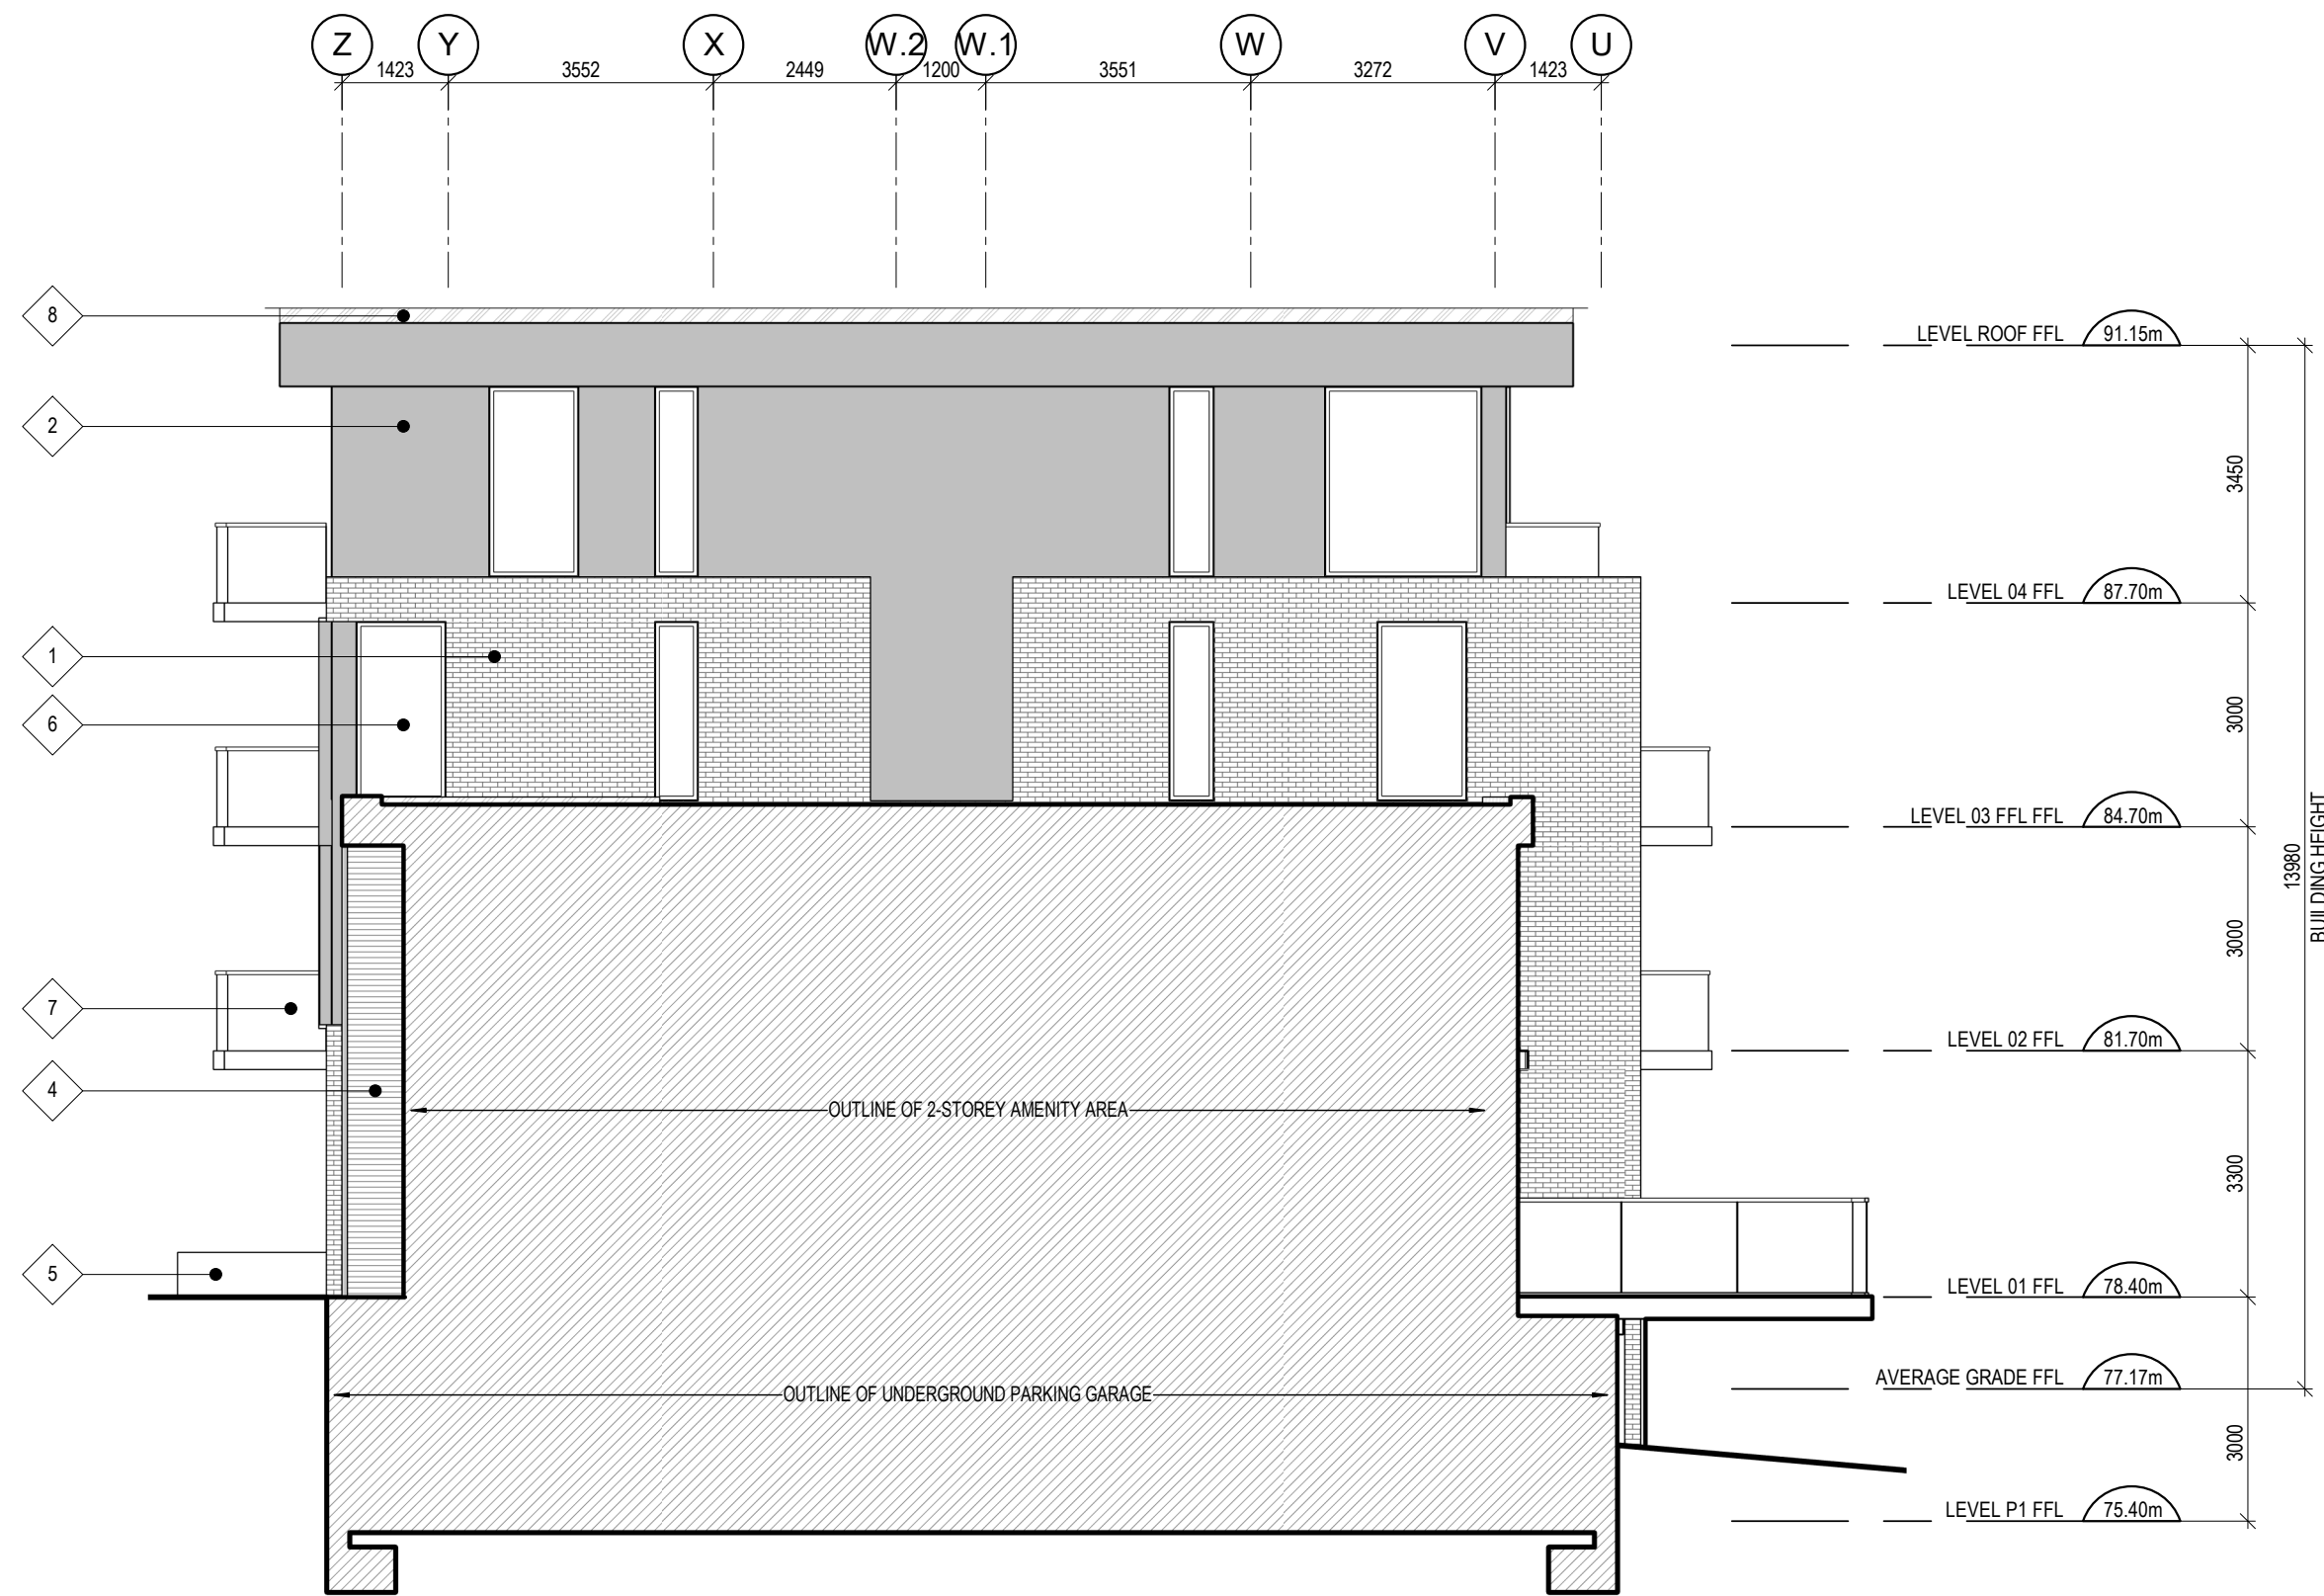 Z Y X W.2 W.1 W V U
1423 3552 2449 1200 3551 3272 1423
8
LEVEL ROOF FFL 91.15m
2
3450
LEVEL 04 FFL 87.70m
1
6
3000
LEVEL 03 FFL FFL 84.70m
13980
BUILDING HEIGHT
3000
7
LEVEL 02 FFL 81.70m
4
OUTLINE OF 2-STOREY AMENITY AREA
3300
5
LEVEL 01 FFL 78.40m
AVERAGE GRADE FFL 77.17m
OUTLINE OF UNDERGROUND PARKING GARAGE
3000
LEVEL P1 FFL 75.40m